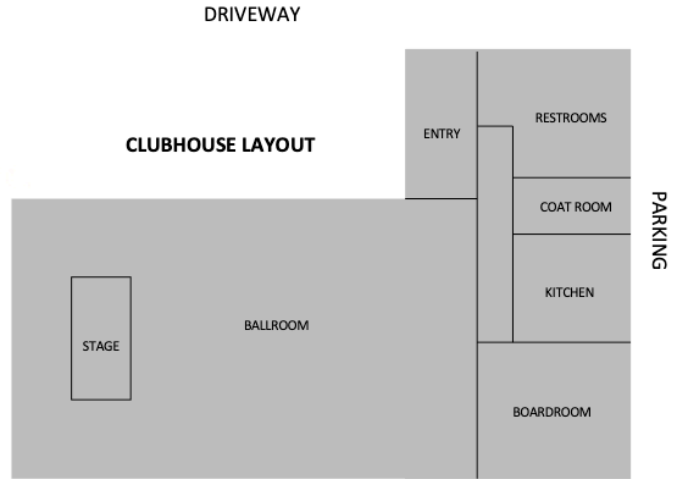 DRIVEWAY
CLUBHOUSE LAYOUT
ENTRY
RESTROOMS
COAT ROOM
PARKING
KITCHEN
BALLROOM
STAGE
BOARDROOM